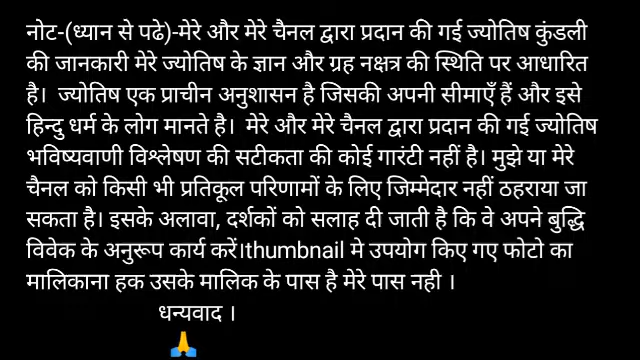 नोट-(ध्यान से पढे)-मेरे और मेरे चैनल द्वारा प्रदान की गई ज्योतिष कुंडली
की जानकारी मेरे ज्योतिष के ज्ञान और ग्रह नक्षत्र की स्थिति पर आधारित
है।  ज्योतिष एक प्राचीन अनुशासन है जिसकी अपनी सीमाएँ हैं और इसे
हिन्दु धर्म के लोग मानते है।  मेरे और मेरे चैनल द्वारा प्रदान की गई ज्योतिष
भविष्यवाणी विश्लेषण की सटीकता की कोई गारंटी नहीं है। मुझे या मेरे
चैनल को किसी भी प्रतिकूल परिणामों के लिए जिम्मेदार नहीं ठहराया जा
सकता है। इसके अलावा, दर्शकों को सलाह दी जाती है कि वे अपने बुद्धि
विवेक के अनुरूप कार्य करें।thumbnail मे उपयोग किए गए फोटो का
मालिकाना हक उसके मालिक के पास है मेरे पास नही ।
धन्यवाद ।
🙏